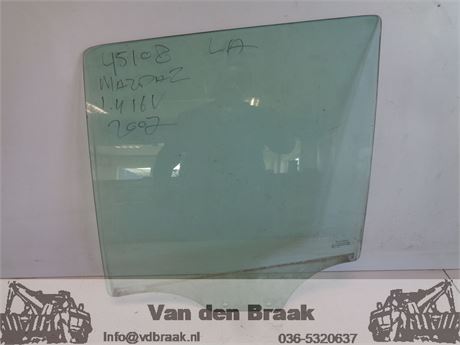 45108 LA
MAZDA 2
1.4 16V
2007
Van den Braak
Info@vdbraak.nl
036-5320637